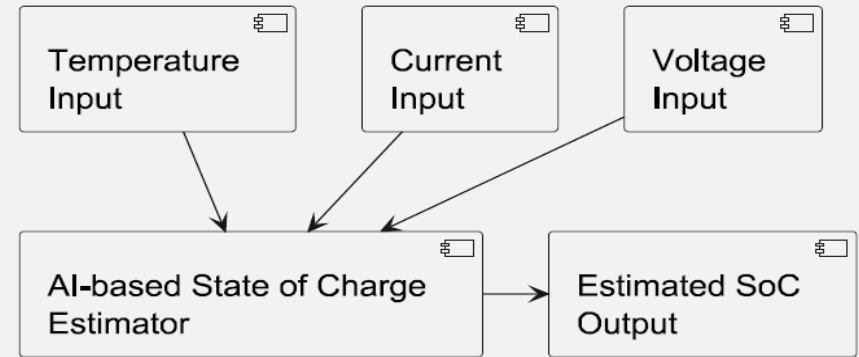 Temperature
Input
Current
Input
Voltage
Input
AI-based State of Charge
Estimator
Estimated SoC
Output